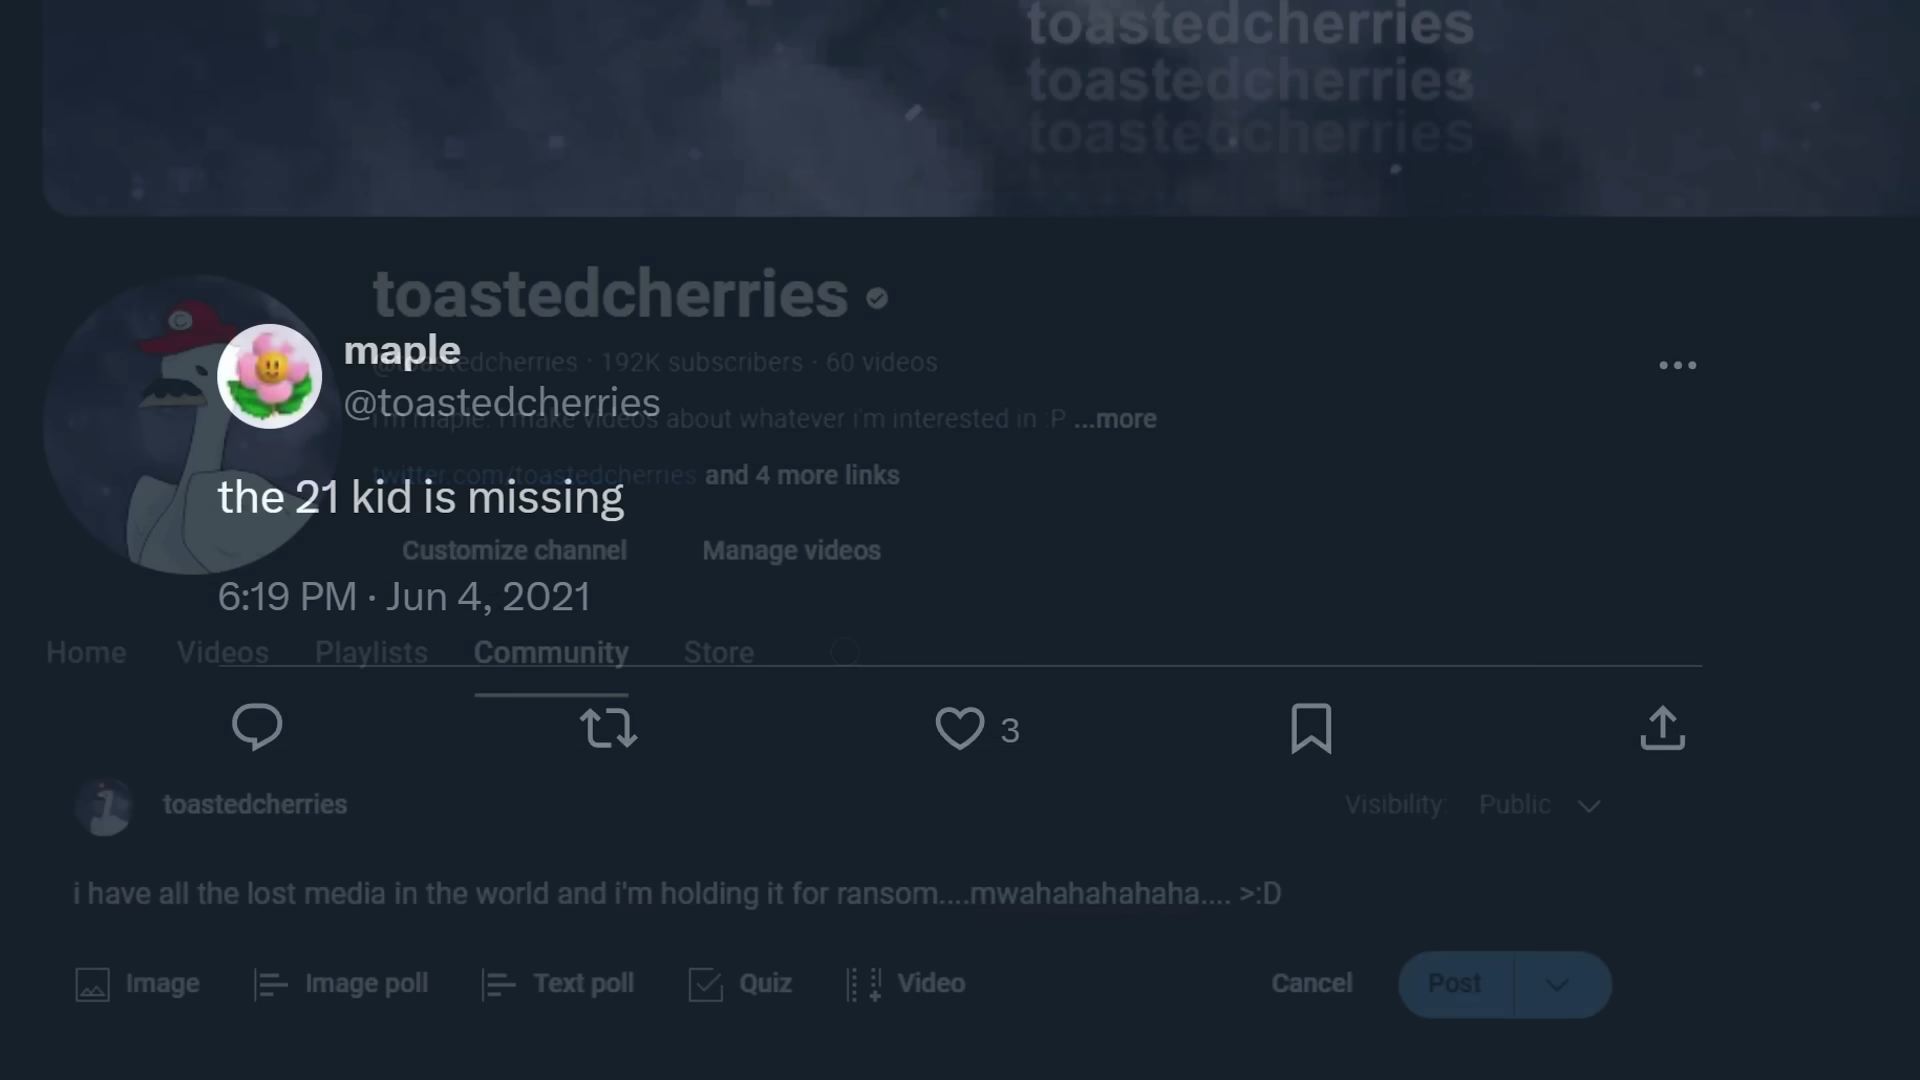 toastedcherries
toastedcherries
toastedcherries
toastedcherries
maple
@toastedcherries · 192K subscribers · 60 videos
@toastedcherries
i'm maple. i make videos about whatever i'm interested in :P ...more
twitter.com/toastedcherries and 4 more links
the 21 kid is missing
Customize channel Manage videos
6:19 PM · Jun 4, 2021
Home Videos Playlists Community Store
3
toastedcherries Visibility: Public
i have all the lost media in the world and i'm holding it for ransom....mwahahahahaha.... >:D
Image Image poll Text poll Quiz Video Cancel Post